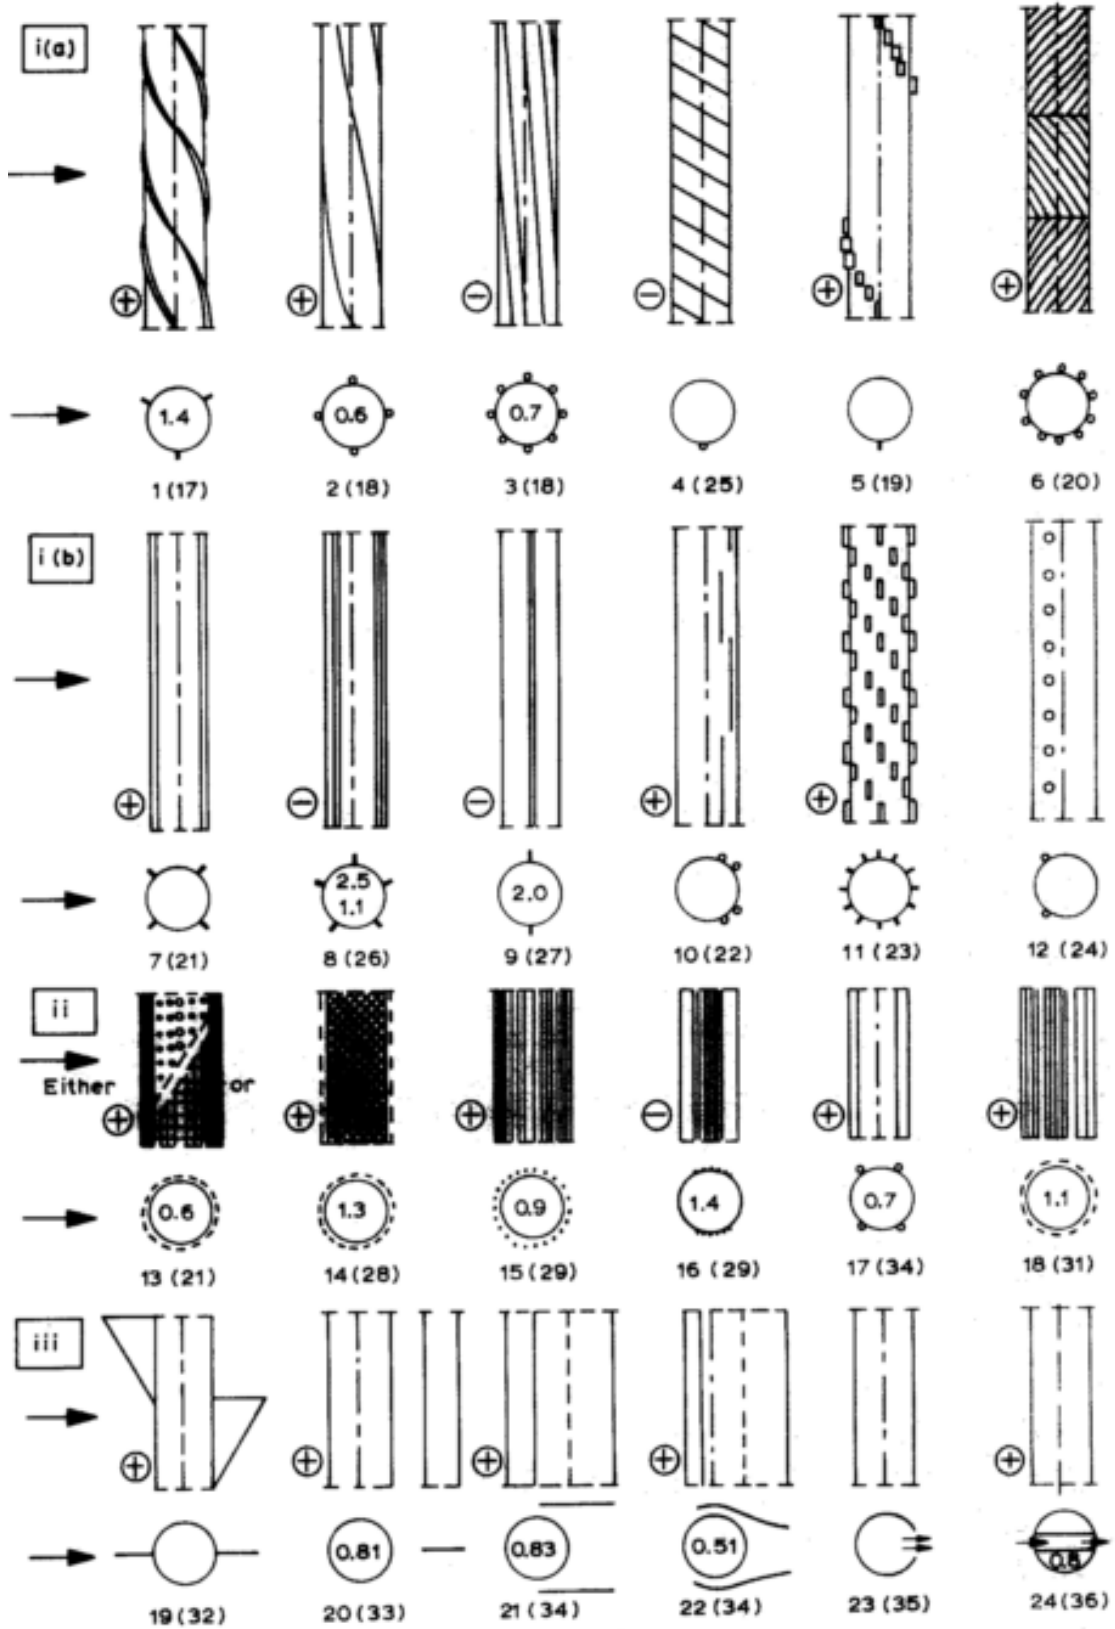 i(a)
+ + − − + +
1.4 0.6 0.7
1 (17) 2 (18) 3 (18) 4 (25) 5 (19) 6 (20)
i (b)
+ − − + +
2.5
1.1 2.0
7 (21) 8 (26) 9 (27) 10 (22) 11 (23) 12 (24)
ii
Either or
+ + + − + +
0.6 1.3 0.9 1.4 0.7 1.1
13 (21) 14 (28) 15 (29) 16 (29) 17 (34) 18 (31)
iii
+ + + + +
0.81 0.83 0.51 0.8
19 (32) 20 (33) 21 (34) 22 (34) 23 (35) 24 (36)